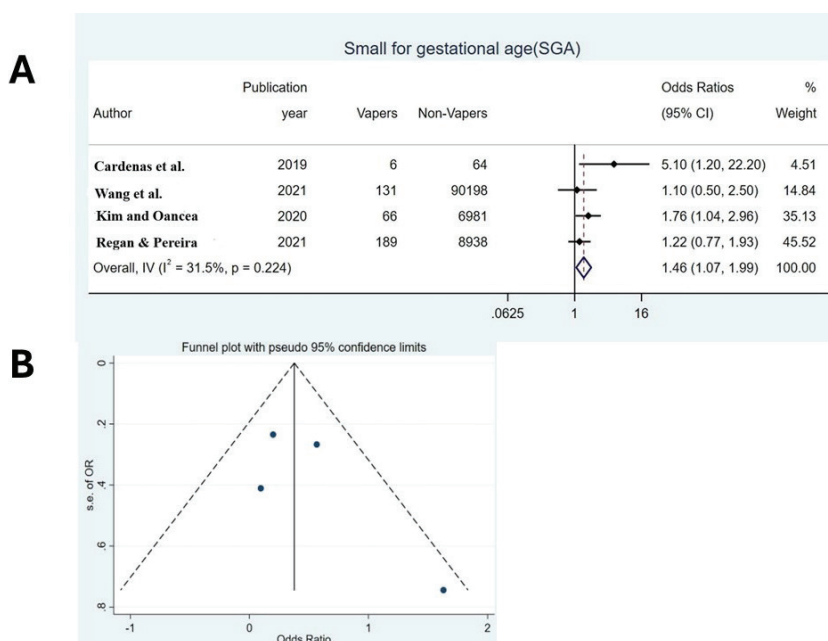 A
Small for gestational age(SGA)
Publication Odds Ratios %
Author year Vapers Non-Vapers (95% CI) Weight
Cardenas et al. 2019 6 64 5.10 (1.20, 22.20) 4.51
Wang et al. 2021 131 90198 1.10 (0.50, 2.50) 14.84
Kim and Oancea 2020 66 6981 1.76 (1.04, 2.96) 35.13
Regan & Pereira 2021 189 8938 1.22 (0.77, 1.93) 45.52
Overall, IV (I² = 31.5%, p = 0.224) 1.46 (1.07, 1.99) 100.00
.0625 1 16
B
Funnel plot with pseudo 95% confidence limits
s.e. of OR
0
.2
.4
.6
.8
-1 0 1 2
Odds Ratio